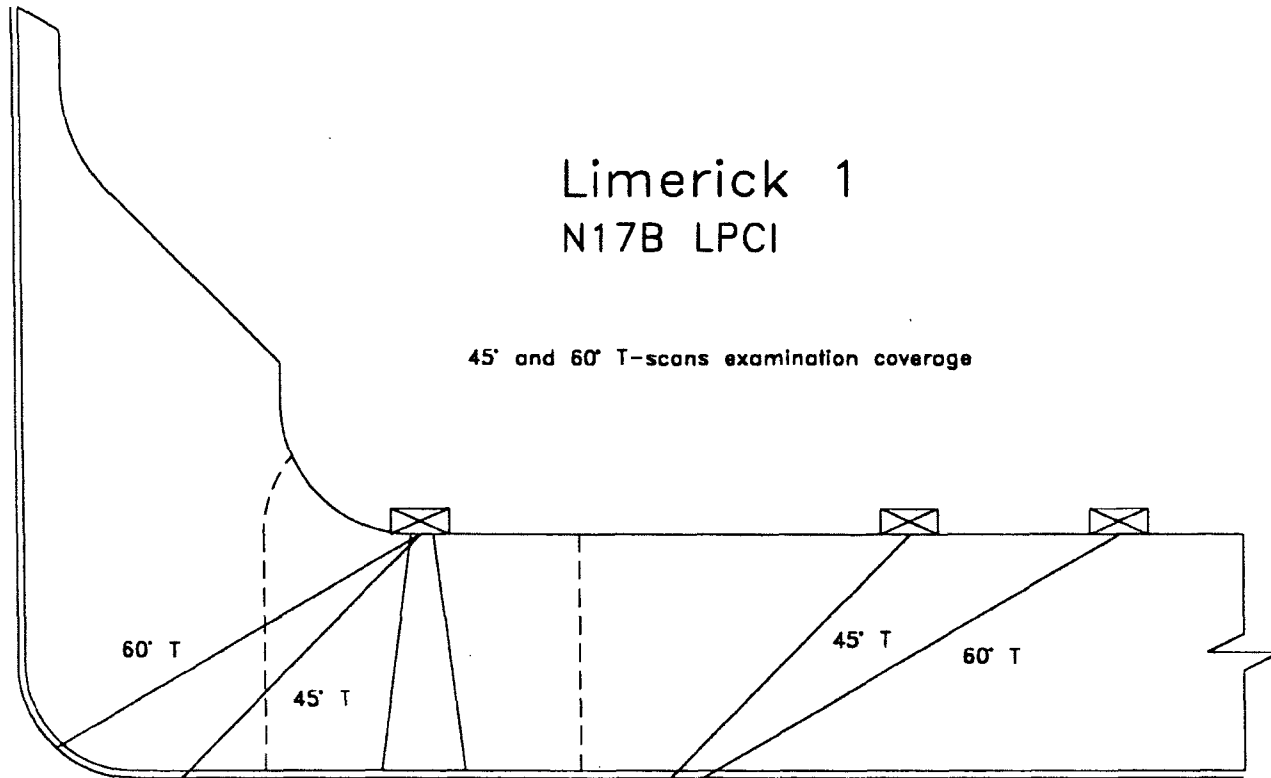 Limerick 1
N17B LPCI
45° and 60° T-scans examination coverage
60° T
45° T
45° T
60° T